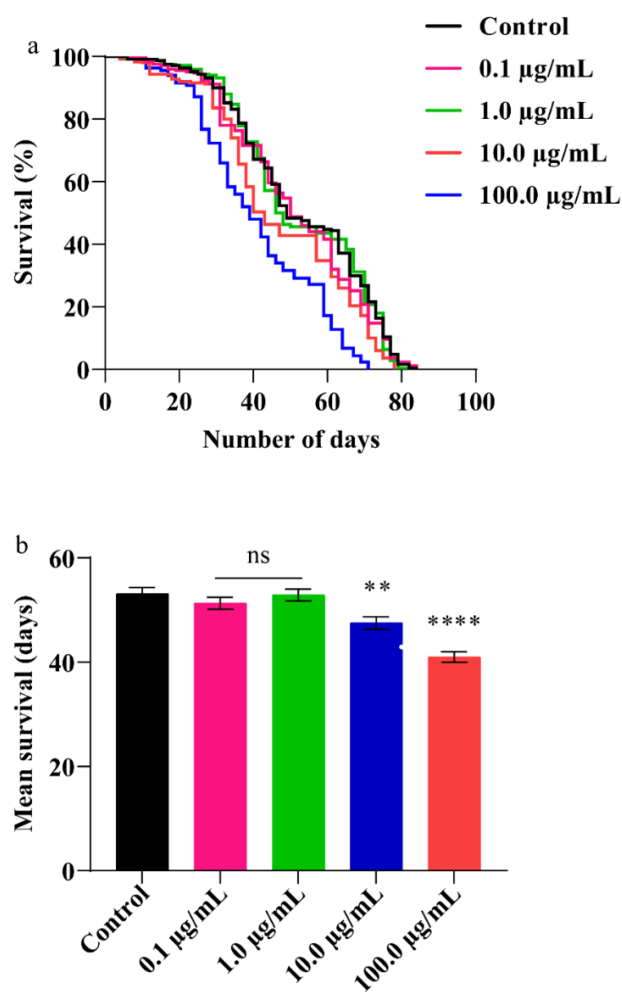 a
Control
0.1 µg/mL
1.0 µg/mL
10.0 µg/mL
100.0 µg/mL
Survival (%)
100
80
60
40
20
0
0 20 40 60 80 100
Number of days
b
Mean survival (days)
60
40
20
0
ns
**
****
Control
0.1 µg/mL
1.0 µg/mL
10.0 µg/mL
100.0 µg/mL